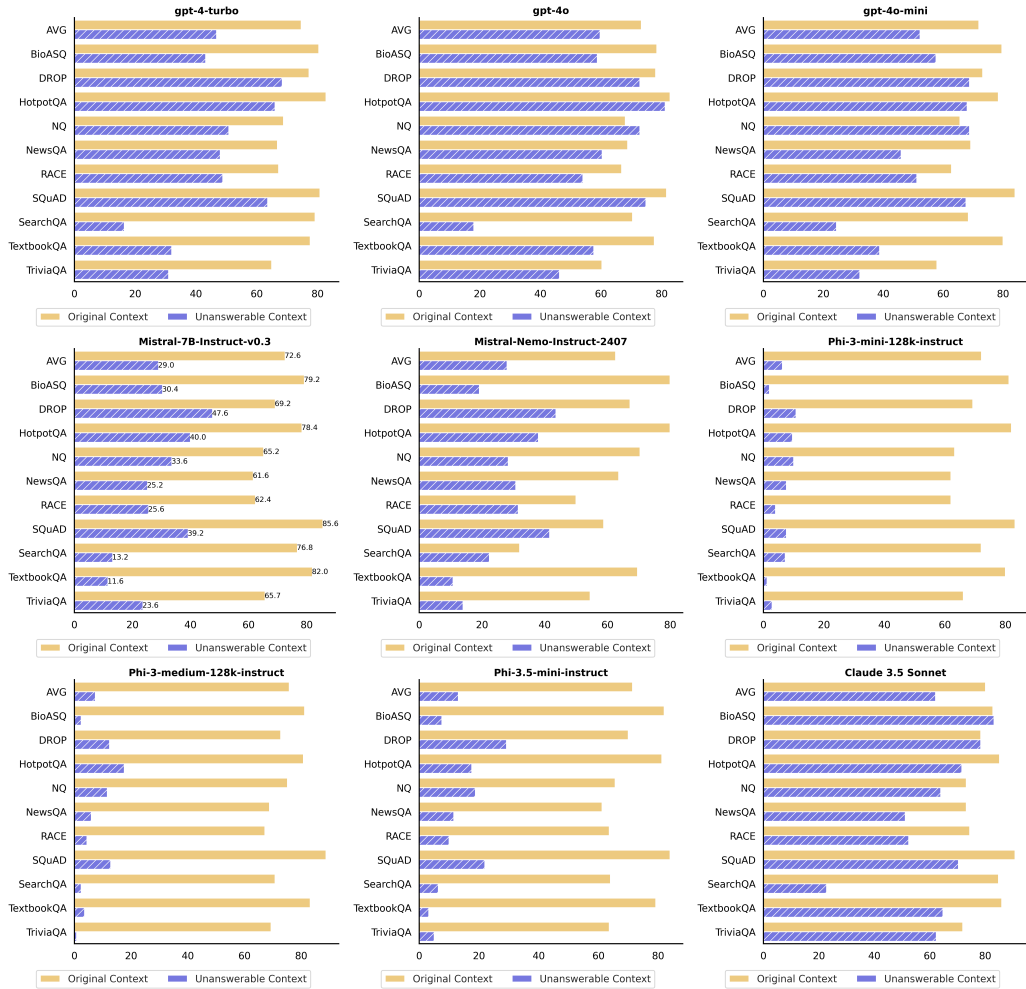 gpt-4-turbo
AVG
BioASQ
DROP
HotpotQA
NQ
NewsQA
RACE
SQuAD
SearchQA
TextbookQA
TriviaQA
0 20 40 60 80
Original Context Unanswerable Context
gpt-4o
AVG
BioASQ
DROP
HotpotQA
NQ
NewsQA
RACE
SQuAD
SearchQA
TextbookQA
TriviaQA
0 20 40 60 80
Original Context Unanswerable Context
gpt-4o-mini
AVG
BioASQ
DROP
HotpotQA
NQ
NewsQA
RACE
SQuAD
SearchQA
TextbookQA
TriviaQA
0 20 40 60 80
Original Context Unanswerable Context
Mistral-7B-Instruct-v0.3
AVG 72.6
29.0
BioASQ 79.2
30.4
DROP 69.2
47.6
HotpotQA 78.4
40.0
NQ 65.2
33.6
NewsQA 61.6
25.2
RACE 62.4
25.6
SQuAD 85.6
39.2
SearchQA 76.8
13.2
TextbookQA 82.0
11.6
TriviaQA 65.7
23.6
0 20 40 60 80
Original Context Unanswerable Context
Mistral-Nemo-Instruct-2407
AVG
BioASQ
DROP
HotpotQA
NQ
NewsQA
RACE
SQuAD
SearchQA
TextbookQA
TriviaQA
0 20 40 60 80
Original Context Unanswerable Context
Phi-3-mini-128k-instruct
AVG
BioASQ
DROP
HotpotQA
NQ
NewsQA
RACE
SQuAD
SearchQA
TextbookQA
TriviaQA
0 20 40 60 80
Original Context Unanswerable Context
Phi-3-medium-128k-instruct
AVG
BioASQ
DROP
HotpotQA
NQ
NewsQA
RACE
SQuAD
SearchQA
TextbookQA
TriviaQA
0 20 40 60 80
Original Context Unanswerable Context
Phi-3.5-mini-instruct
AVG
BioASQ
DROP
HotpotQA
NQ
NewsQA
RACE
SQuAD
SearchQA
TextbookQA
TriviaQA
0 20 40 60 80
Original Context Unanswerable Context
Claude 3.5 Sonnet
AVG
BioASQ
DROP
HotpotQA
NQ
NewsQA
RACE
SQuAD
SearchQA
TextbookQA
TriviaQA
0 20 40 60 80
Original Context Unanswerable Context